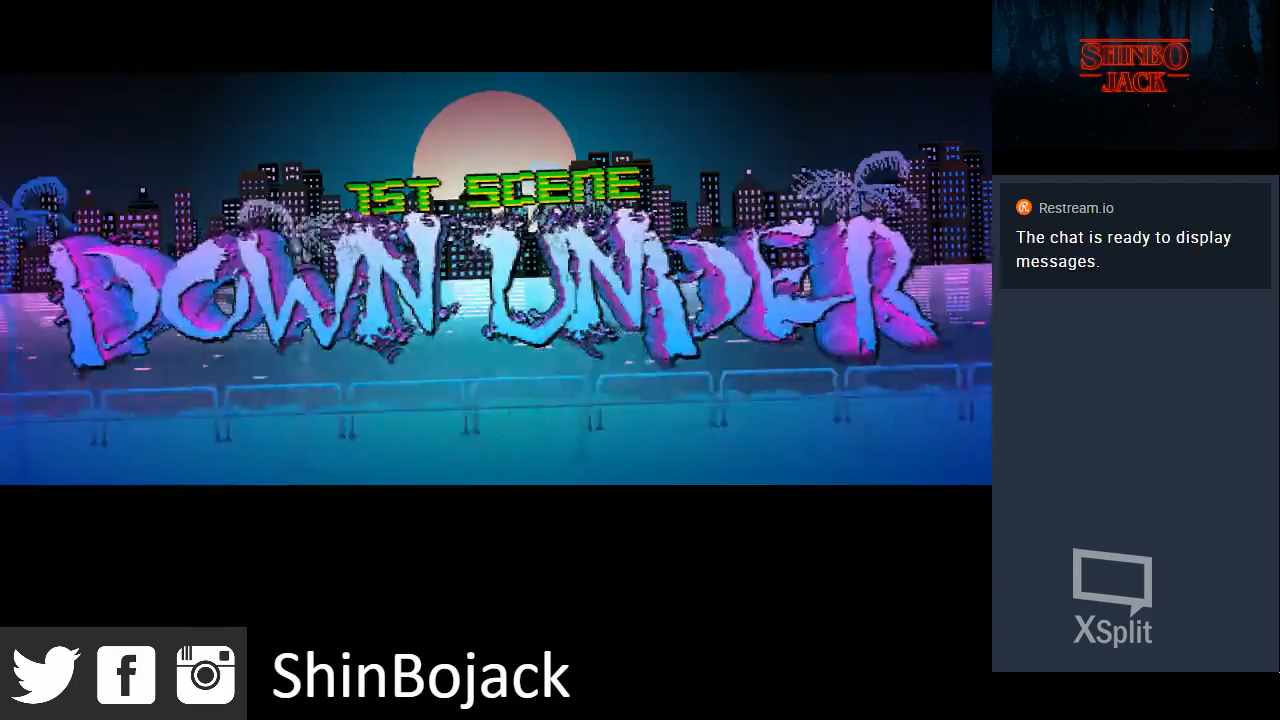 1ST SCENE
DOWN UNDER
SHINBO
JACK
Restream.io
The chat is ready to display
messages.
XSplit
ShinBojack